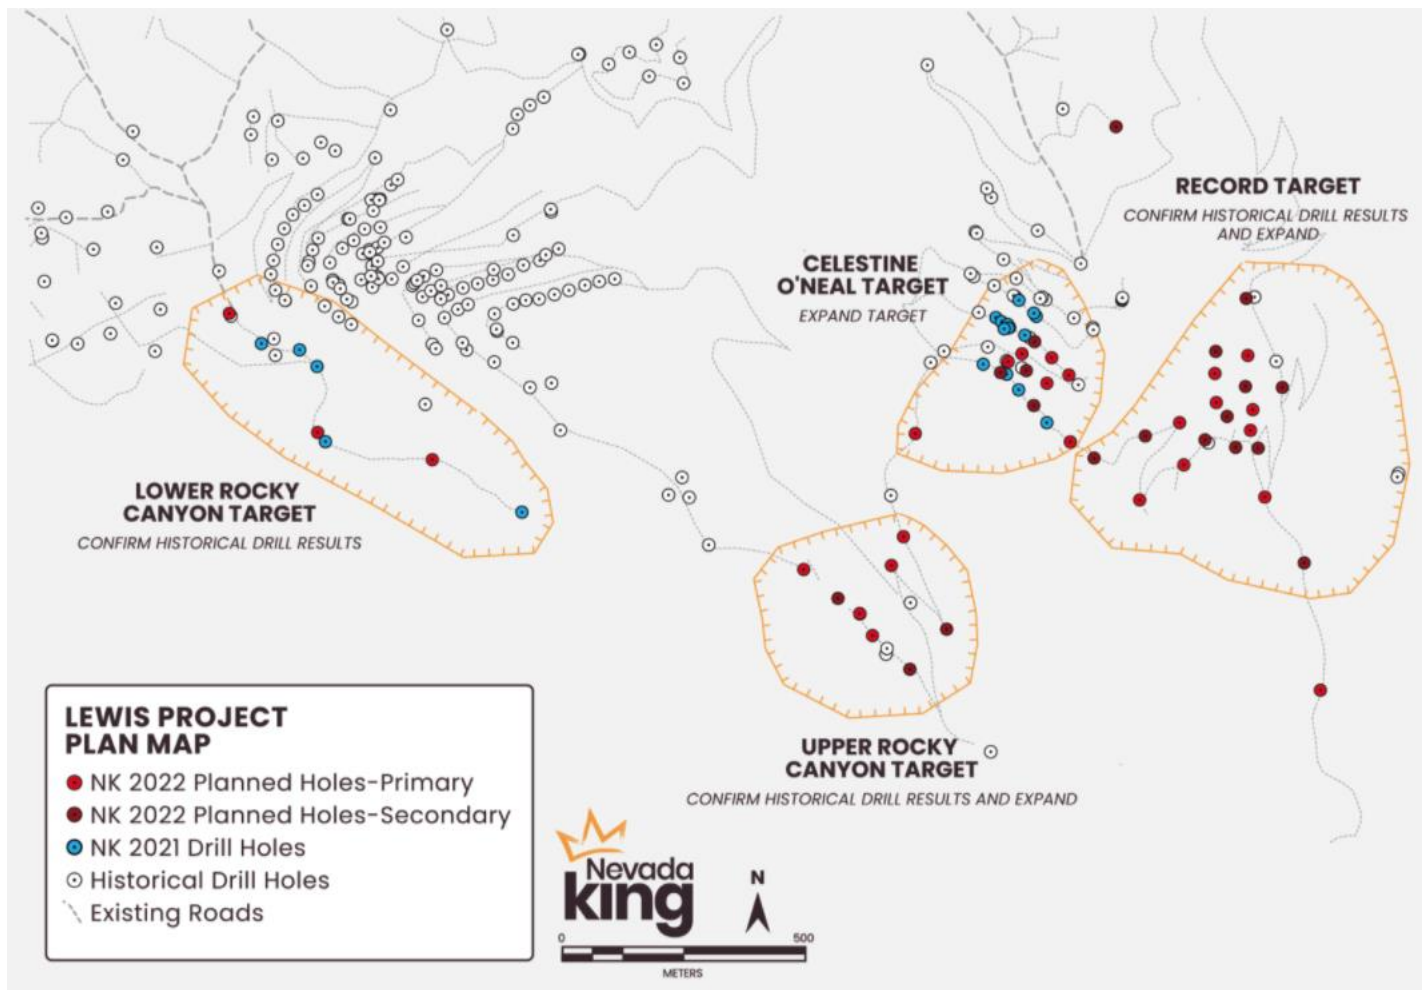 RECORD TARGET
CONFIRM HISTORICAL DRILL RESULTS
AND EXPAND
CELESTINE
O'NEAL TARGET
EXPAND TARGET
LOWER ROCKY
CANYON TARGET
CONFIRM HISTORICAL DRILL RESULTS
UPPER ROCKY
CANYON TARGET
CONFIRM HISTORICAL DRILL RESULTS AND EXPAND
LEWIS PROJECT
PLAN MAP
NK 2022 Planned Holes-Primary
NK 2022 Planned Holes-Secondary
NK 2021 Drill Holes
Historical Drill Holes
Existing Roads
Nevada
king
N
0 500
METERS